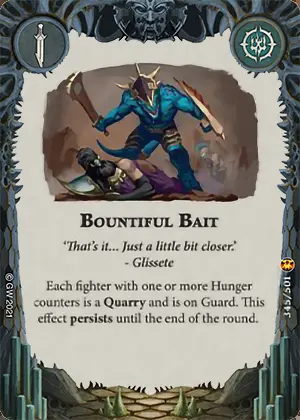 BOUNTIFUL BAIT
'That's it... Just a little bit closer.'
- Glissete
Each fighter with one or more Hunger
counters is a Quarry and is on Guard. This
effect persists until the end of the round.
© GW 2021
345/501